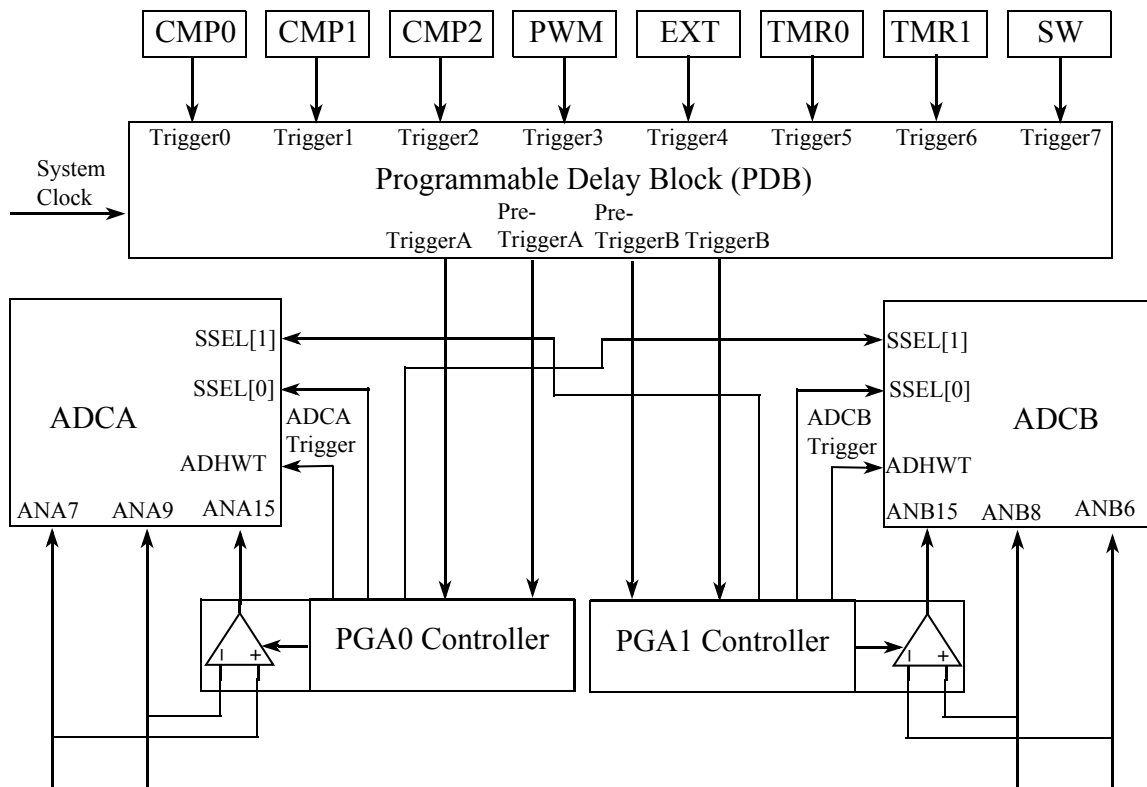 CMP0 CMP1 CMP2 PWM EXT TMR0 TMR1 SW
Trigger0 Trigger1 Trigger2 Trigger3 Trigger4 Trigger5 Trigger6 Trigger7
System
Clock
Programmable Delay Block (PDB)
TriggerA
Pre-
TriggerA
Pre-
TriggerB
TriggerB
SSEL[1]
SSEL[0]
ADCA
ADCA
Trigger
ADHWT
ANA7 ANA9 ANA15
SSEL[1]
SSEL[0]
ADCB
Trigger
ADCB
ADHWT
ANB15 ANB8 ANB6
PGA0 Controller
PGA1 Controller
− +
− +